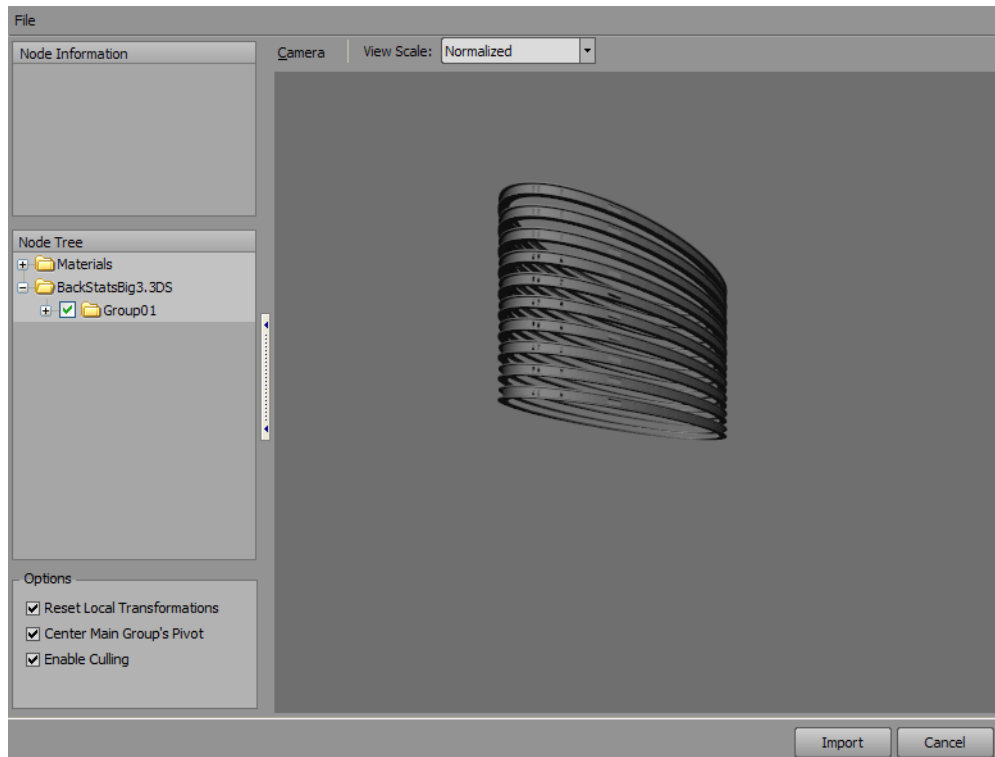 File
Node Information
Camera
View Scale: Normalized
Node Tree
Materials
BackStatsBig3.3DS
Group01
Options
Reset Local Transformations
Center Main Group's Pivot
Enable Culling
Import
Cancel